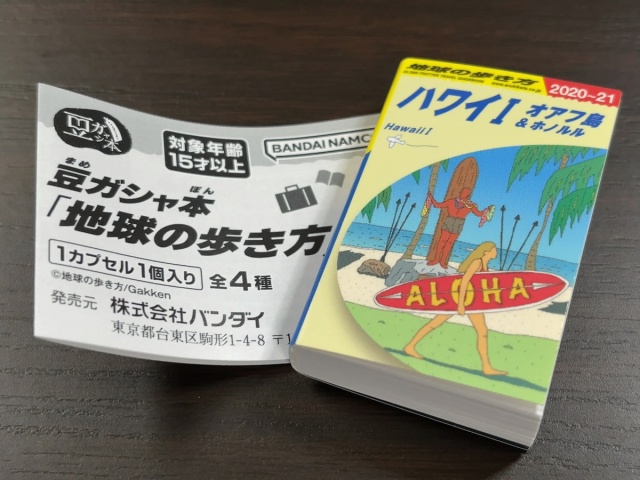 豆ガシャ本
対象年齢
15才以上
BANDAI NAMCO
まめ ぼん
豆ガシャ本
「地球の歩き方」
1カプセル1個入り 全4種
©地球の歩き方/Gakken
発売元 株式会社バンダイ
東京都台東区駒形1-4-8 〒1
地球の歩き方
2020~21
ハワイI オアフ島
&ホノルル
Hawaii I
ALOHA